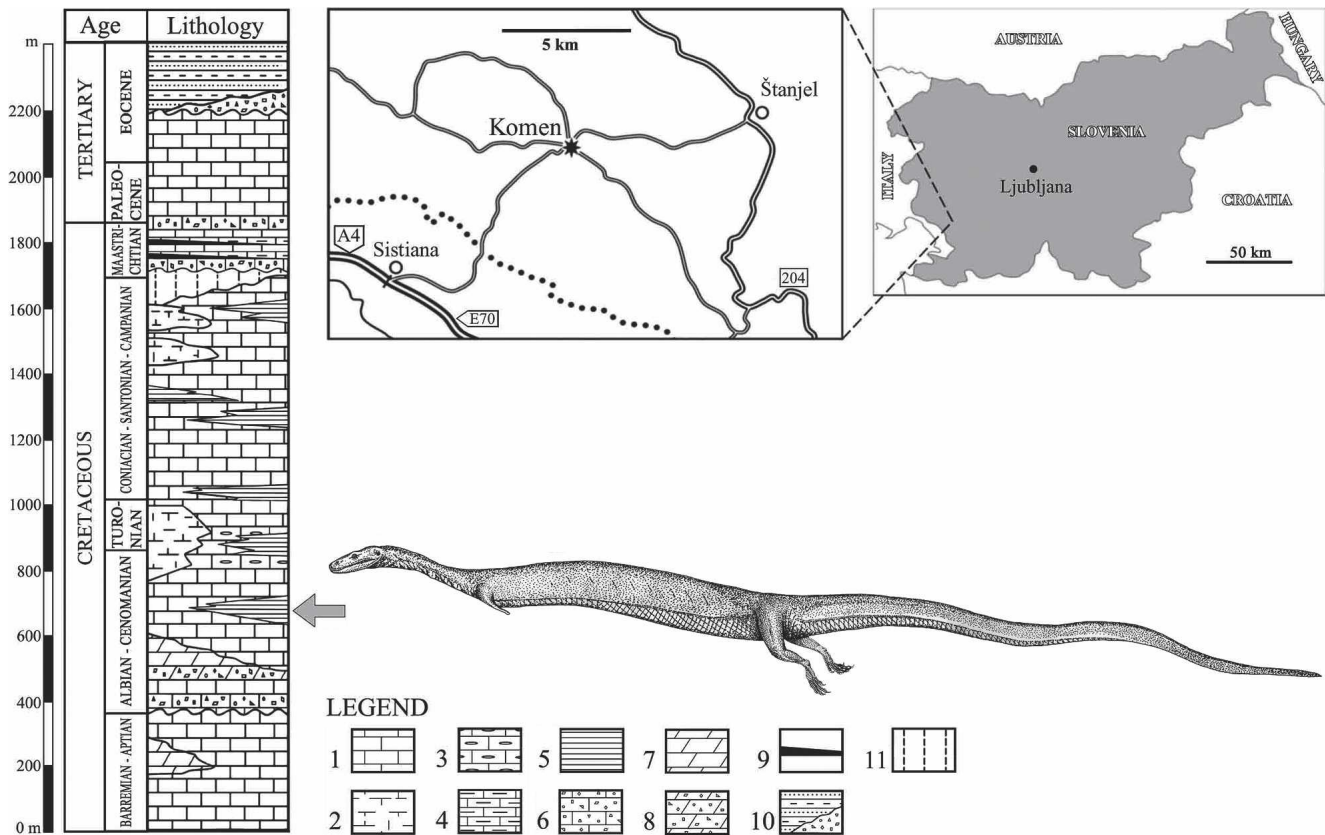 Age
Lithology
m
2200
2000
1800
1600
1400
1200
1000
800
600
400
200
0 m
TERTIARY
CRETACEOUS
EOCENE
PALEO-
CENE
MAASTRI-
CHTIAN
CONIACIAN - SANTONIAN - CAMPANIAN
TURO-
NIAN
ALBIAN - CENOMANIAN
BARREMIAN - APTIAN
5 km
Štanjel
Komen
A4
Sistiana
E70
204
AUSTRIA
HUNGARY
SLOVENIA
ITALY
Ljubljana
CROATIA
50 km
LEGEND
1
3
5
7
9
11
2
4
6
8
10